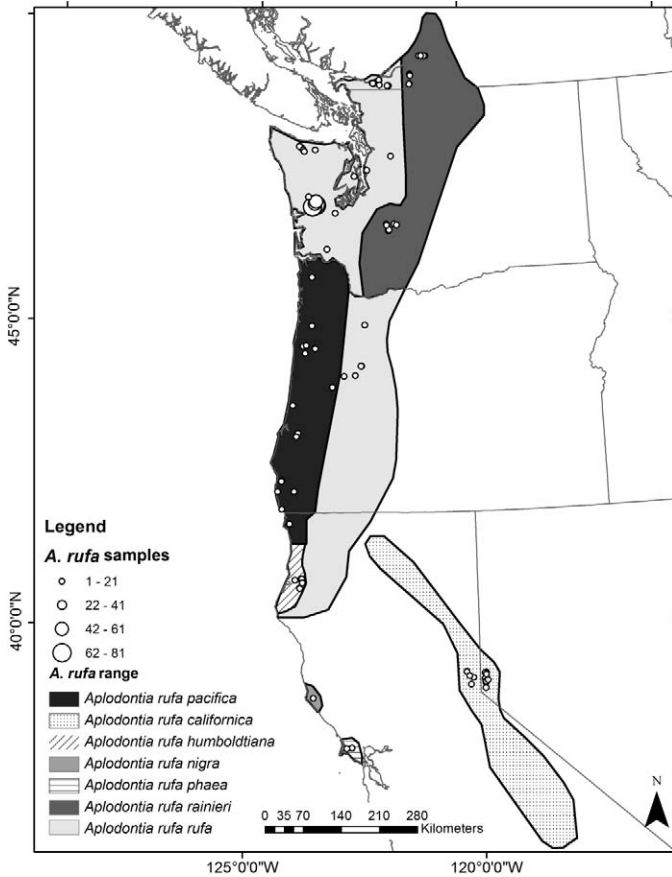 45°0'0"N
40°0'0"N
Legend
A. rufa samples
1 - 21
22 - 41
42 - 61
62 - 81
A. rufa range
Aplodontia rufa pacifica
Aplodontia rufa californica
Aplodontia rufa humboldtiana
Aplodontia rufa nigra
Aplodontia rufa phaea
Aplodontia rufa rainieri
Aplodontia rufa rufa
0 35 70 140 210 280
Kilometers
N
125°0'0"W 120°0'0"W